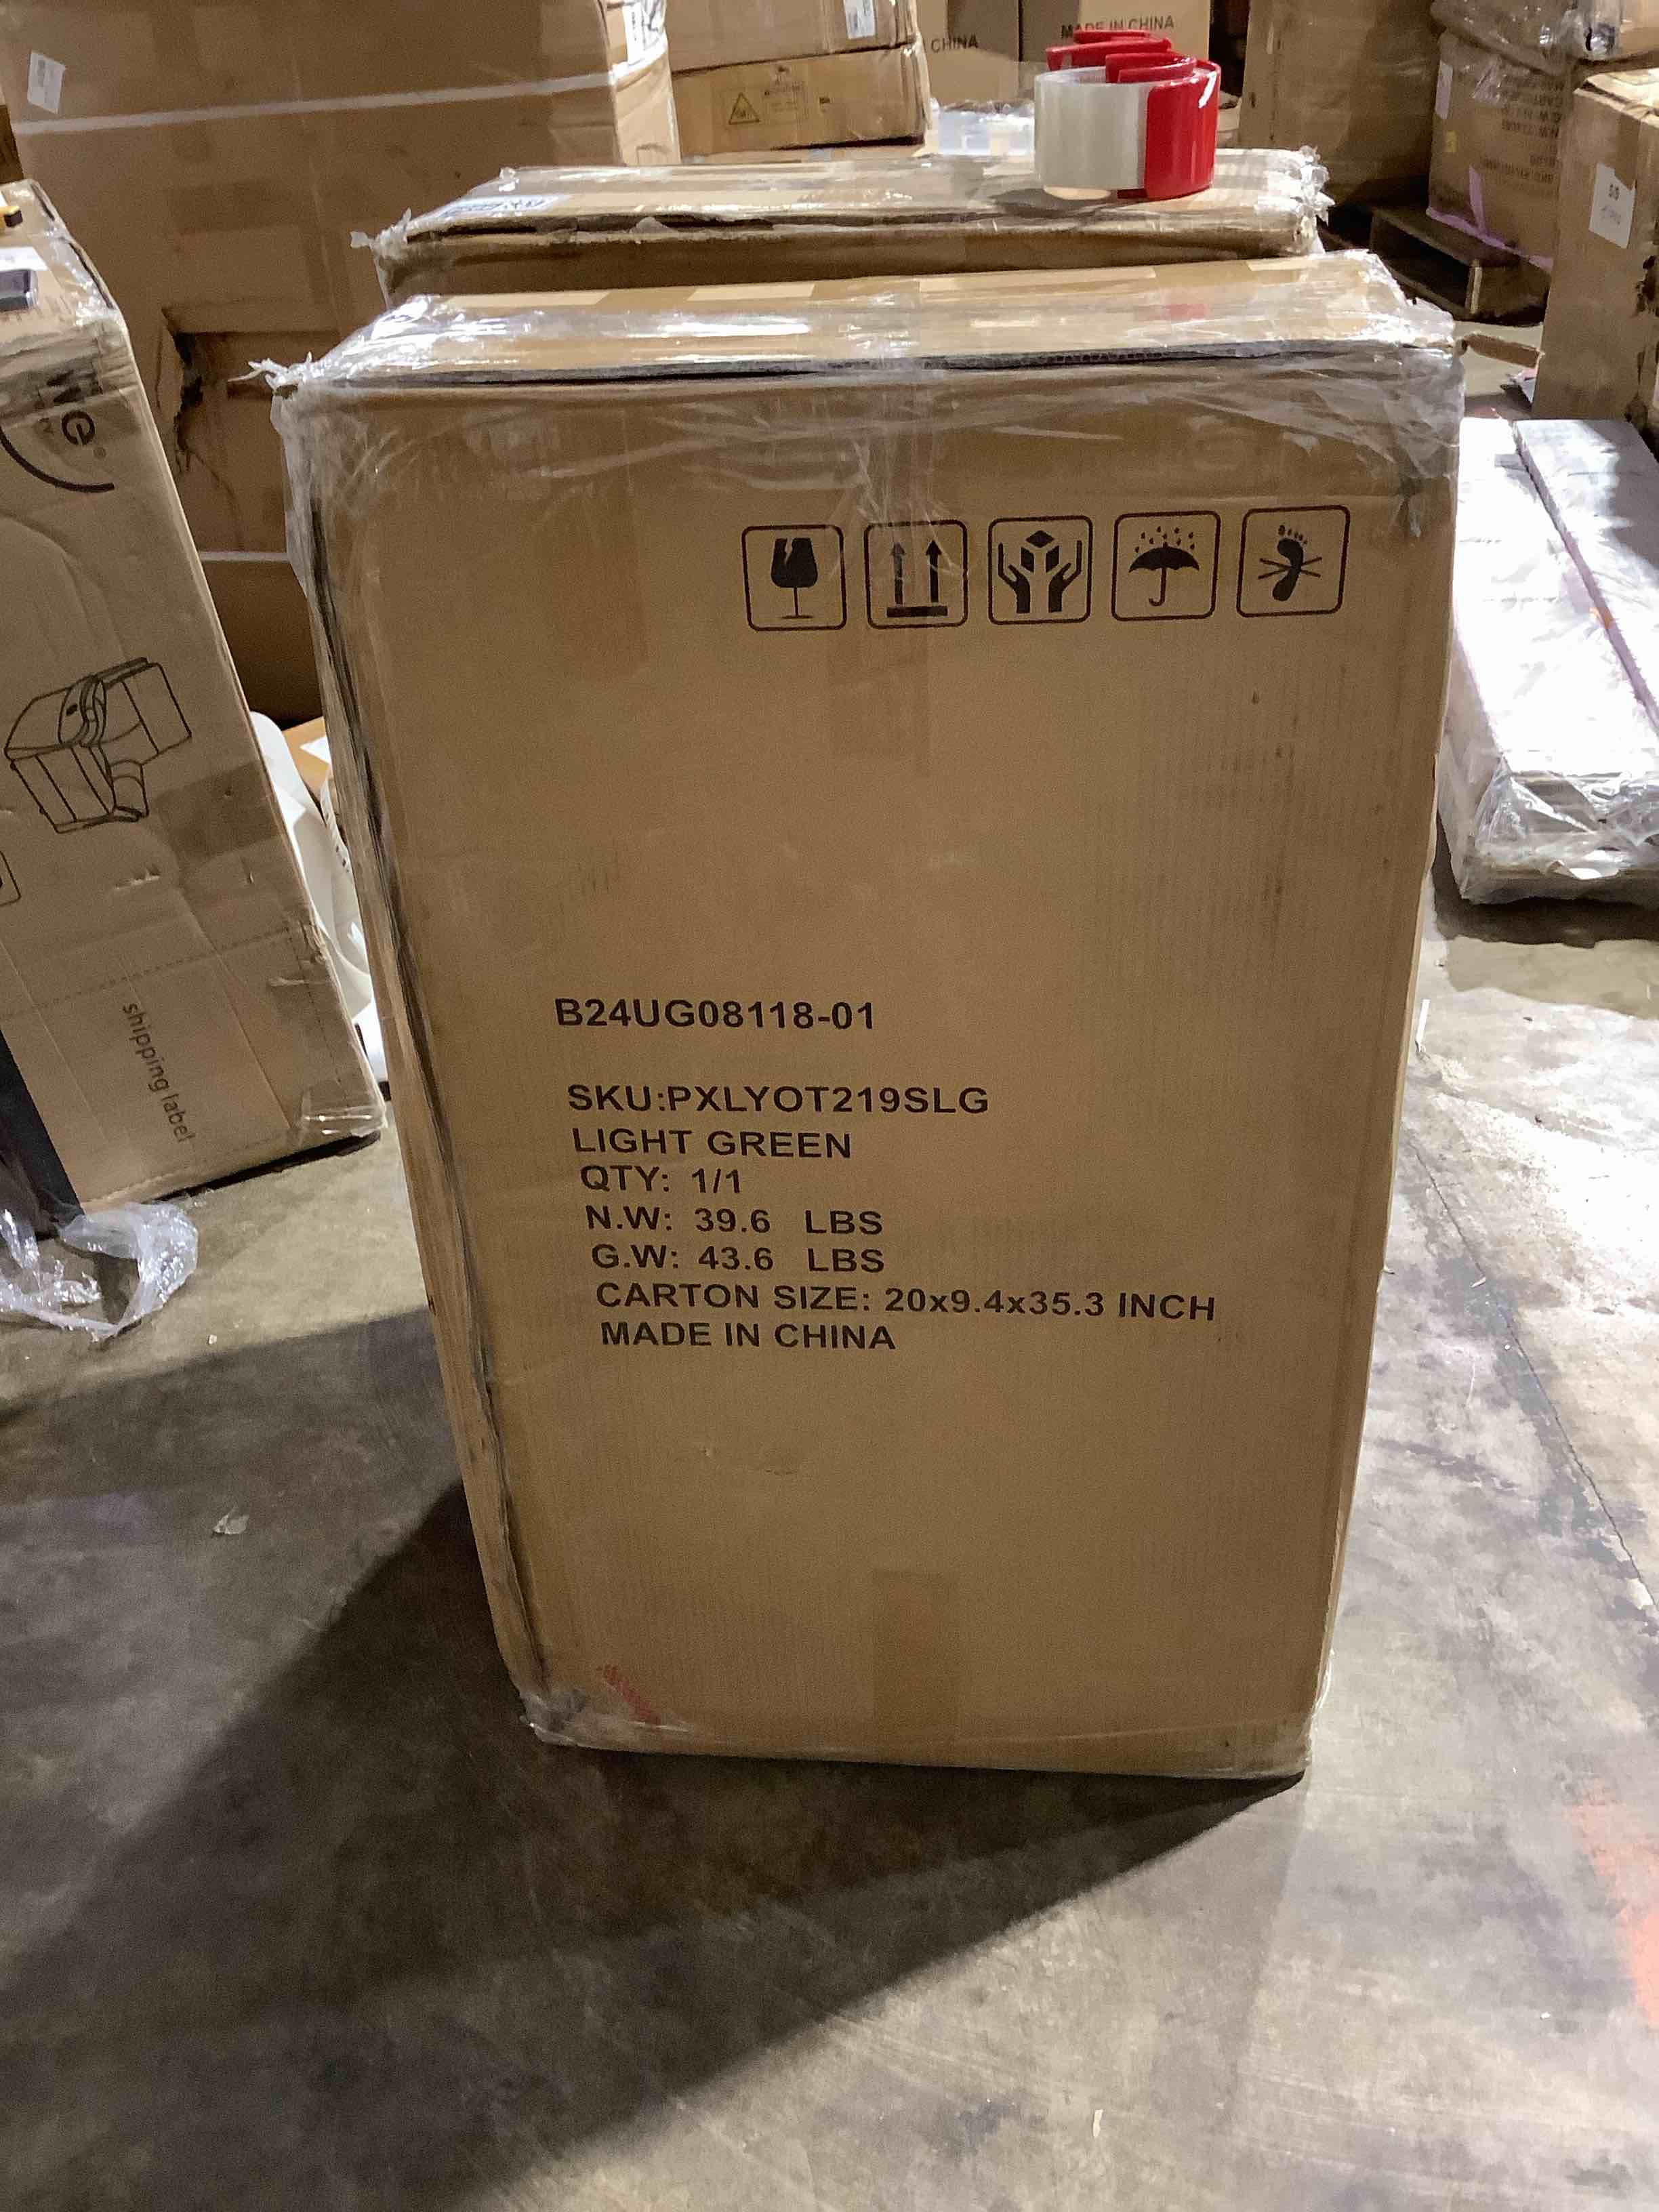 MADE IN CHINA
CHINA
we
shipping label
B24UG08118-01
SKU:PXLYOT219SLG
LIGHT GREEN
QTY: 1/1
N.W: 39.6 LBS
G.W: 43.6 LBS
CARTON SIZE: 20x9.4x35.3 INCH
MADE IN CHINA